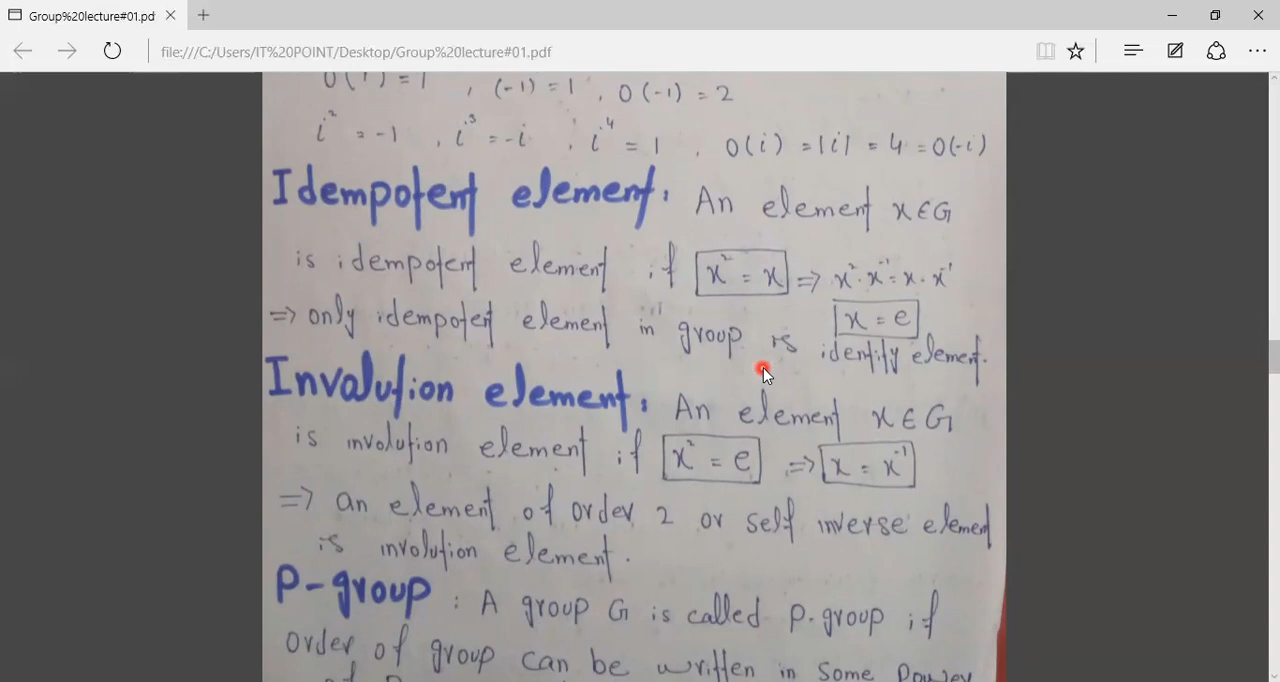 Group%20lecture#01.pd
file:///C:/Users/IT%20POINT/Desktop/Group%20lecture#01.pdf
, (-1) = 1 , O(-1) = 2
i² = -1 , i³ = -i , i⁴ = 1 , O(i) = |i| = 4 = O(-i)
Idempotent element: An element x∈G
is idempotent element if x² = x => x²·x⁻¹ = x·x⁻¹
x = e
=> only idempotent element in group is identity element.
Invalution element: An element x∈G
is involution element if x² = e => x = x⁻¹
=> an element of order 2 or self inverse element
is involution element.
P-group : A group G is called P-group if
order of group can be written in some Power